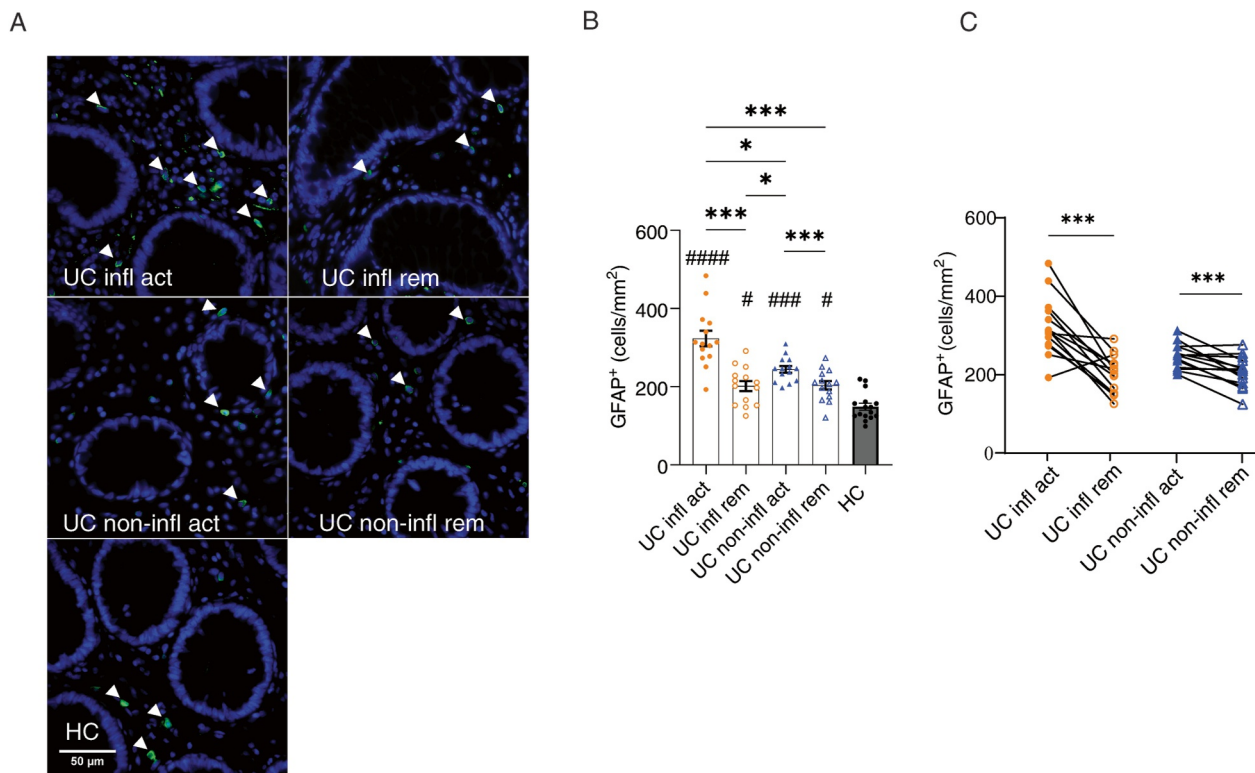 A
UC infl act
UC infl rem
UC non-infl act
UC non-infl rem
HC
50 µm
B
***
*
*
***
***
####
#
###
#
600
400
200
0
GFAP+ (cells/mm2)
UC infl act
UC infl rem
UC non-infl act
UC non-infl rem
HC
C
***
***
600
400
200
0
GFAP+ (cells/mm2)
UC infl act
UC infl rem
UC non-infl act
UC non-infl rem